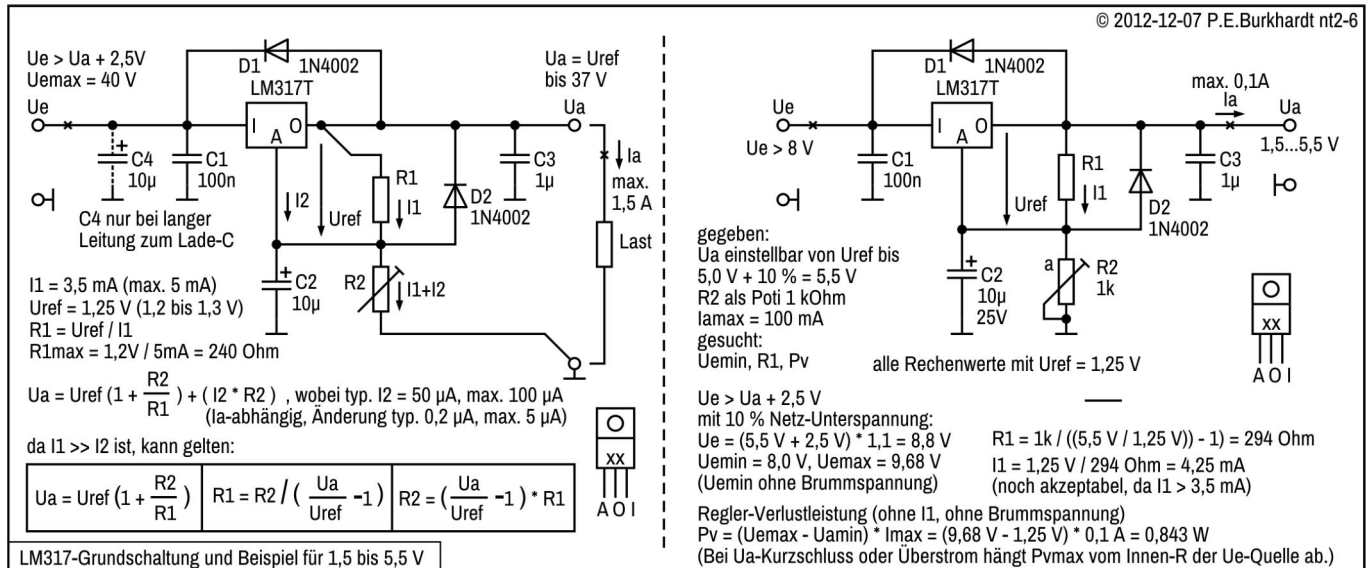 © 2012-12-07 P.E.Burkhardt nt2-6
Ue > Ua + 2,5V
Uemax = 40 V
Ue
D1
1N4002
LM317T
I
O
A
Ua = Uref
bis 37 V
Ua
+
C4
10µ
C1
100n
C4 nur bei langer
Leitung zum Lade-C
I2
Uref
R1
I1
D2
1N4002
C3
1µ
Ia
max.
1,5 A
Last
+
C2
10µ
R2
I1+I2
I1 = 3,5 mA (max. 5 mA)
Uref = 1,25 V (1,2 bis 1,3 V)
R1 = Uref / I1
R1max = 1,2V / 5mA = 240 Ohm
Ua = Uref (1 + R2 / R1) + ( I2 * R2) , wobei typ. I2 = 50 µA, max. 100 µA
(Ia-abhängig, Änderung typ. 0,2 µA, max. 5 µA)
da I1 >> I2 ist, kann gelten:
Ua = Uref (1 + R2 / R1)
R1 = R2 / ( Ua / Uref -1)
R2 = ( Ua / Uref -1) * R1
xx
A O I
LM317-Grundschaltung und Beispiel für 1,5 bis 5,5 V
D1
1N4002
LM317T
I
O
A
Ue
Ue > 8 V
C1
100n
max. 0,1A
Ia
Ua
1,5...5,5 V
Uref
R1
I1
D2
1N4002
C3
1µ
+
C2
10µ
25V
a
R2
1k
gegeben:
Ua einstellbar von Uref bis
5,0 V + 10 % = 5,5 V
R2 als Poti 1 kOhm
Iamax = 100 mA
gesucht:
Uemin, R1, Pv
alle Rechenwerte mit Uref = 1,25 V
xx
A O I
Ue > Ua + 2,5 V
mit 10 % Netz-Unterspannung:
Ue = (5,5 V + 2,5 V) * 1,1 = 8,8 V
Uemin = 8,0 V, Uemax = 9,68 V
(Uemin ohne Brummspannung)
R1 = 1k / ((5,5 V / 1,25 V)) - 1) = 294 Ohm
I1 = 1,25 V / 294 Ohm = 4,25 mA
(noch akzeptabel, da I1 > 3,5 mA)
Regler-Verlustleistung (ohne I1, ohne Brummspannung)
Pv = (Uemax - Uamin) * Imax = (9,68 V - 1,25 V) * 0,1 A = 0,843 W
(Bei Ua-Kurzschluss oder Überstrom hängt Pvmax vom Innen-R der Ue-Quelle ab.)